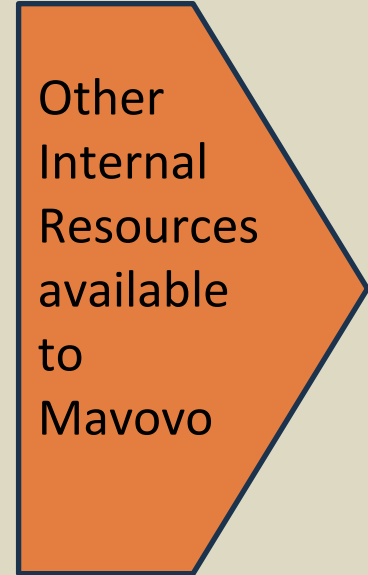 Other
Internal
Resources
available
to
Mavovo